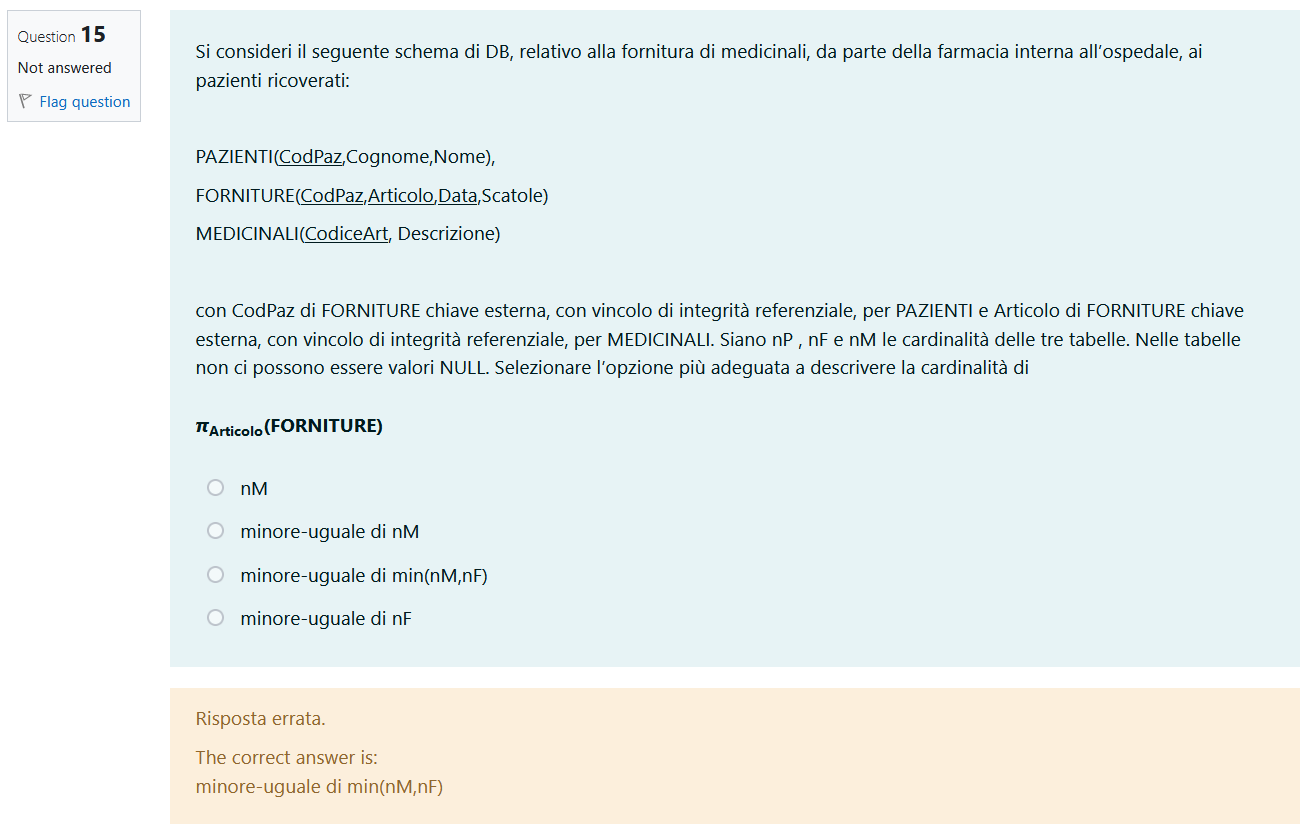 Question 15
Not answered
Flag question
Si consideri il seguente schema di DB, relativo alla fornitura di medicinali, da parte della farmacia interna all’ospedale, ai
pazienti ricoverati:
PAZIENTI(CodPaz,Cognome,Nome),
FORNITURE(CodPaz,Articolo,Data,Scatole)
MEDICINALI(CodiceArt, Descrizione)
con CodPaz di FORNITURE chiave esterna, con vincolo di integrità referenziale, per PAZIENTI e Articolo di FORNITURE chiave
esterna, con vincolo di integrità referenziale, per MEDICINALI. Siano nP , nF e nM le cardinalità delle tre tabelle. Nelle tabelle
non ci possono essere valori NULL. Selezionare l’opzione più adeguata a descrivere la cardinalità di
πArticolo(FORNITURE)
nM
minore-uguale di nM
minore-uguale di min(nM,nF)
minore-uguale di nF
Risposta errata.
The correct answer is:
minore-uguale di min(nM,nF)